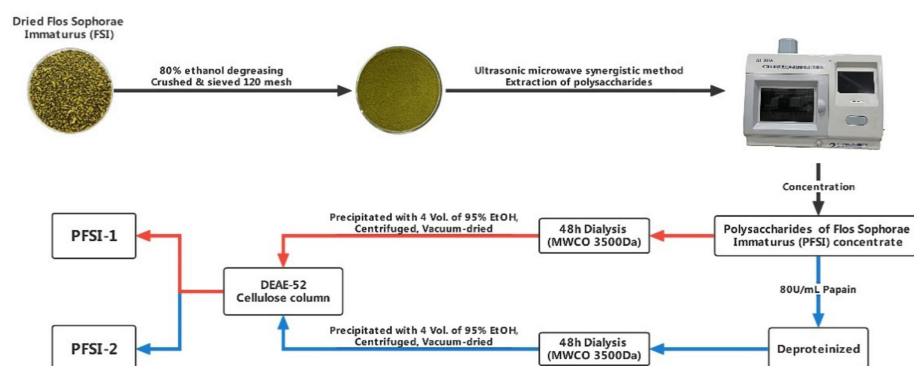 Dried Flos Sophorae
Immaturus (FSI)
80% ethanol degreasing
Crushed & sieved 120 mesh
Ultrasonic microwave synergistic method
Extraction of polysaccharides
Concentration
Polysaccharides of Flos Sophorae
Immaturus (PFSI) concentrate
48h Dialysis
(MWCO 3500Da)
Precipitated with 4 Vol. of 95% EtOH,
Centrifuged, Vacuum-dried
PFSI-1
DEAE-52
Cellulose column
80U/mL Papain
Deproteinized
48h Dialysis
(MWCO 3500Da)
Precipitated with 4 Vol. of 95% EtOH,
Centrifuged, Vacuum-dried
PFSI-2